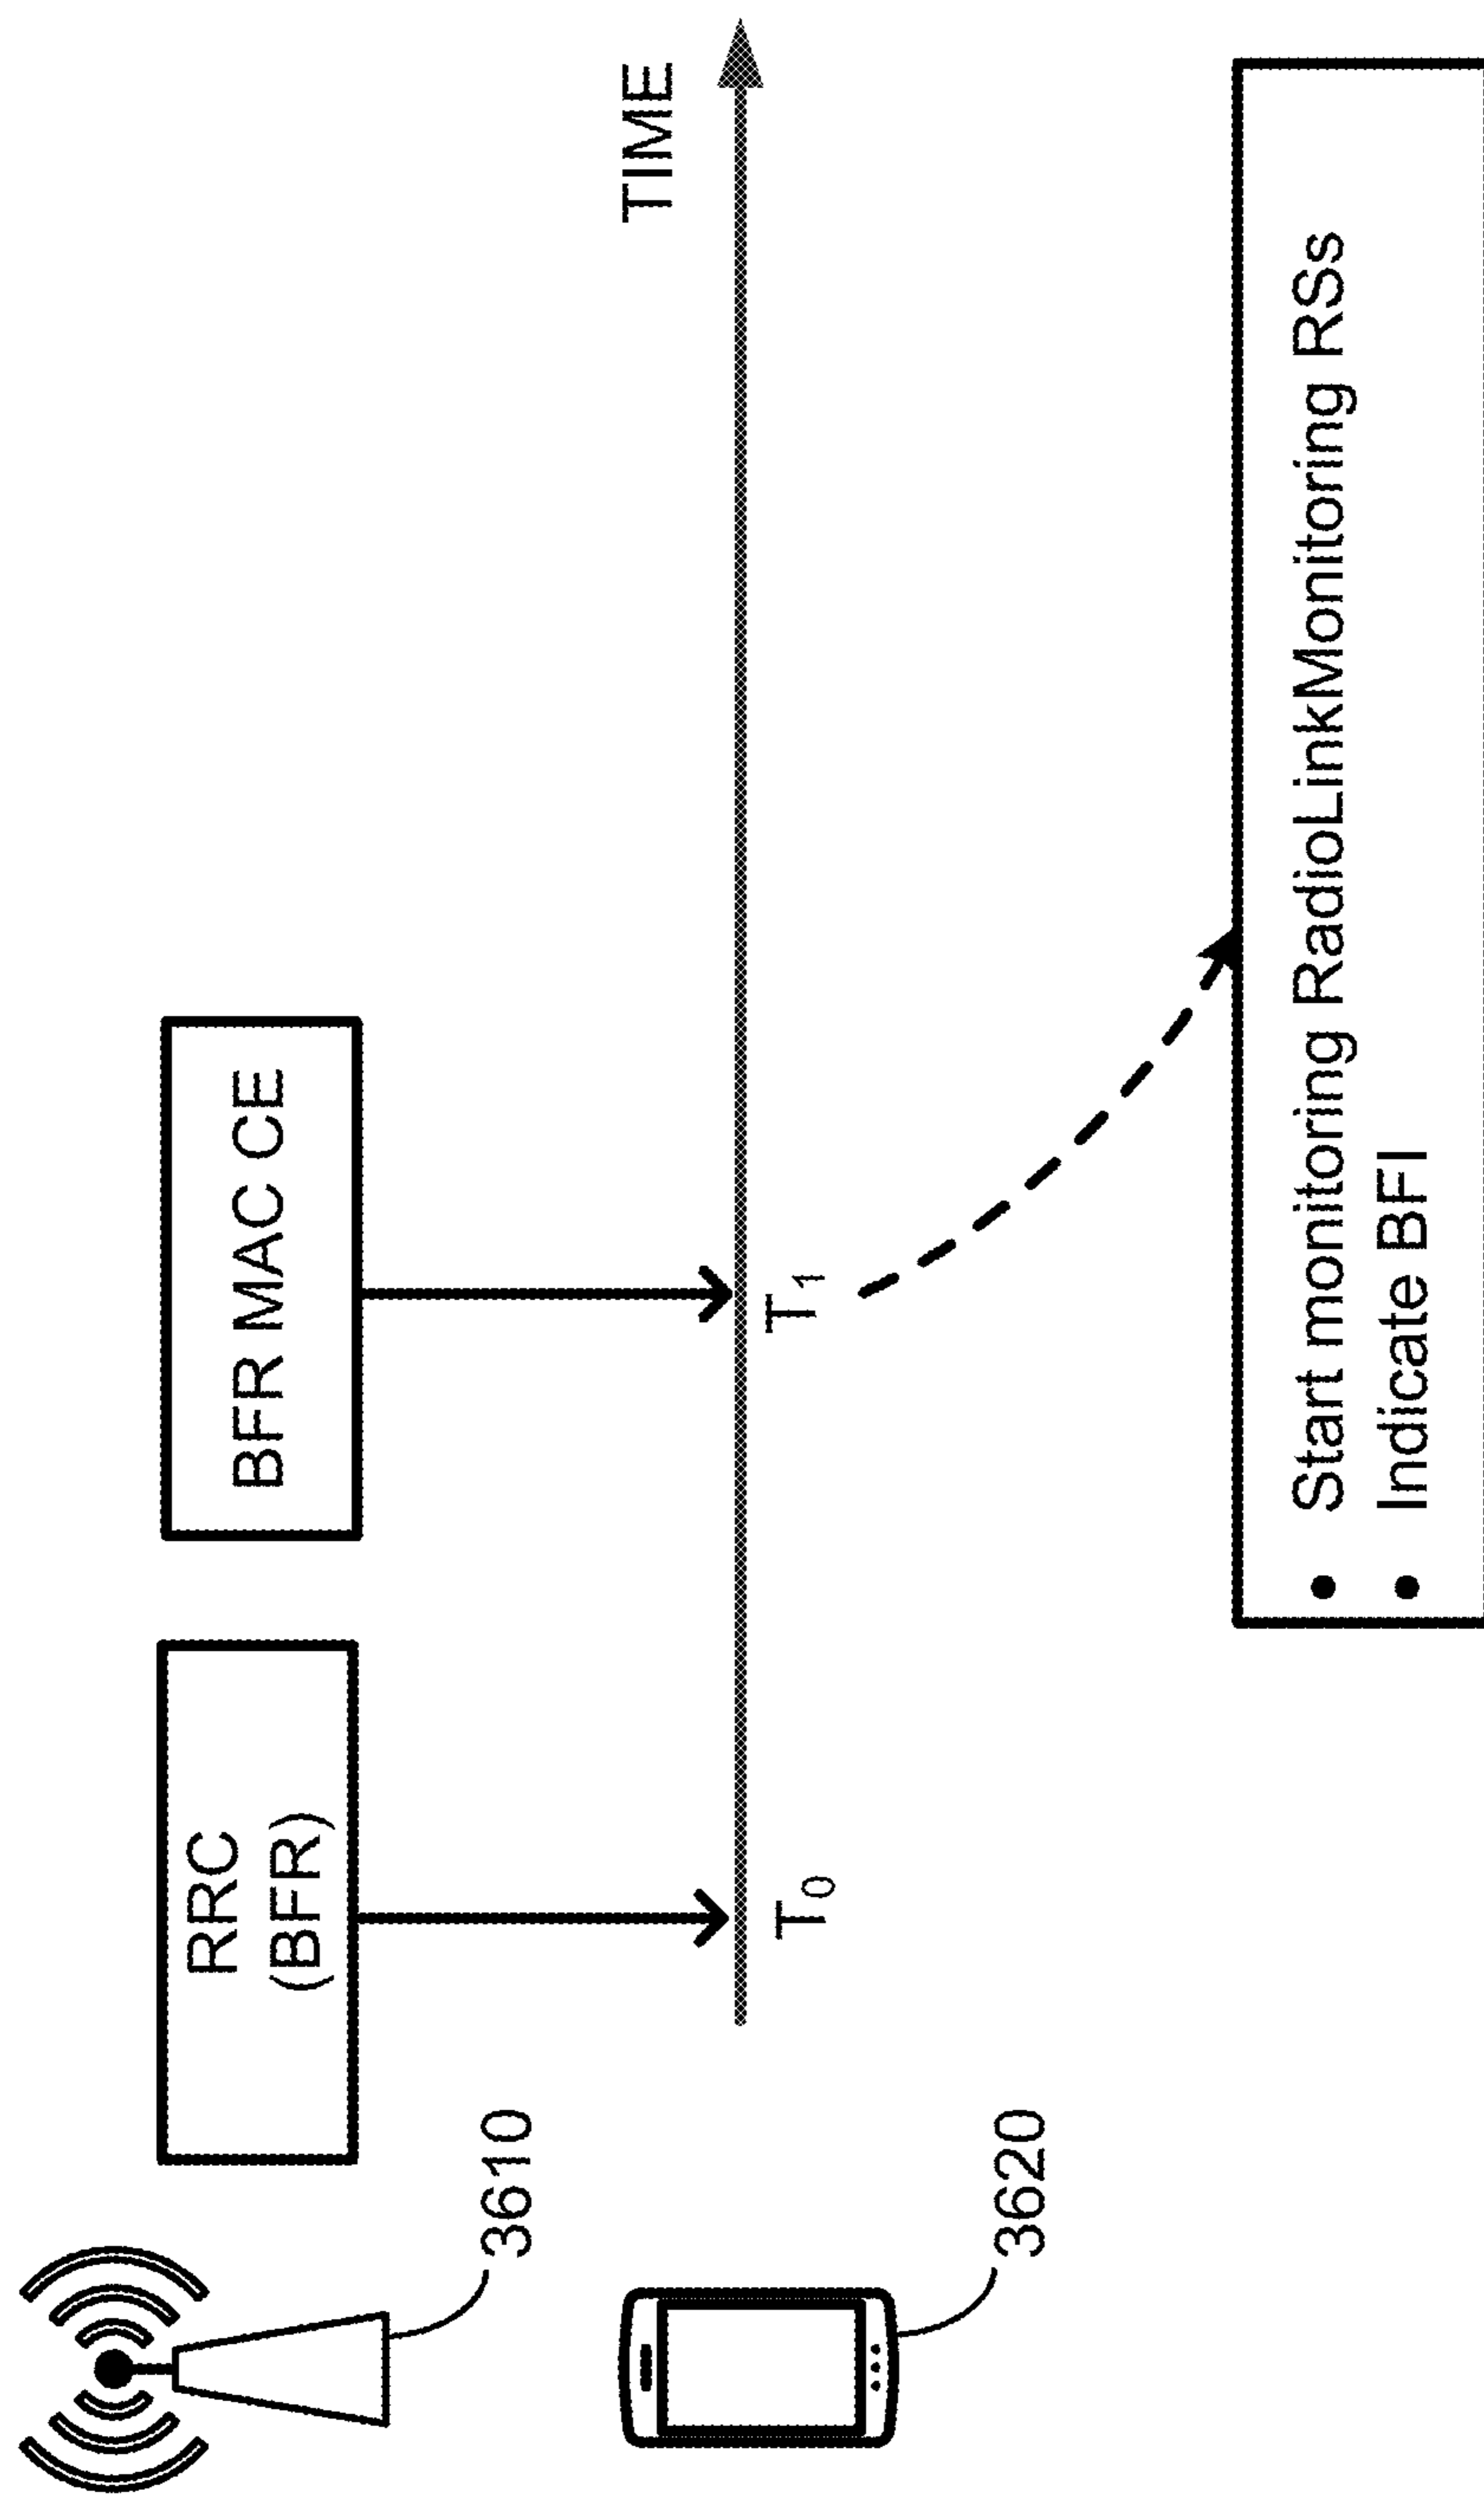 RRC
(BFR)
BFR MAC CE
3610
TIME
T0
T1
3620
• Start monitoring RadioLinkMonitoring RSs
• Indicate BFI